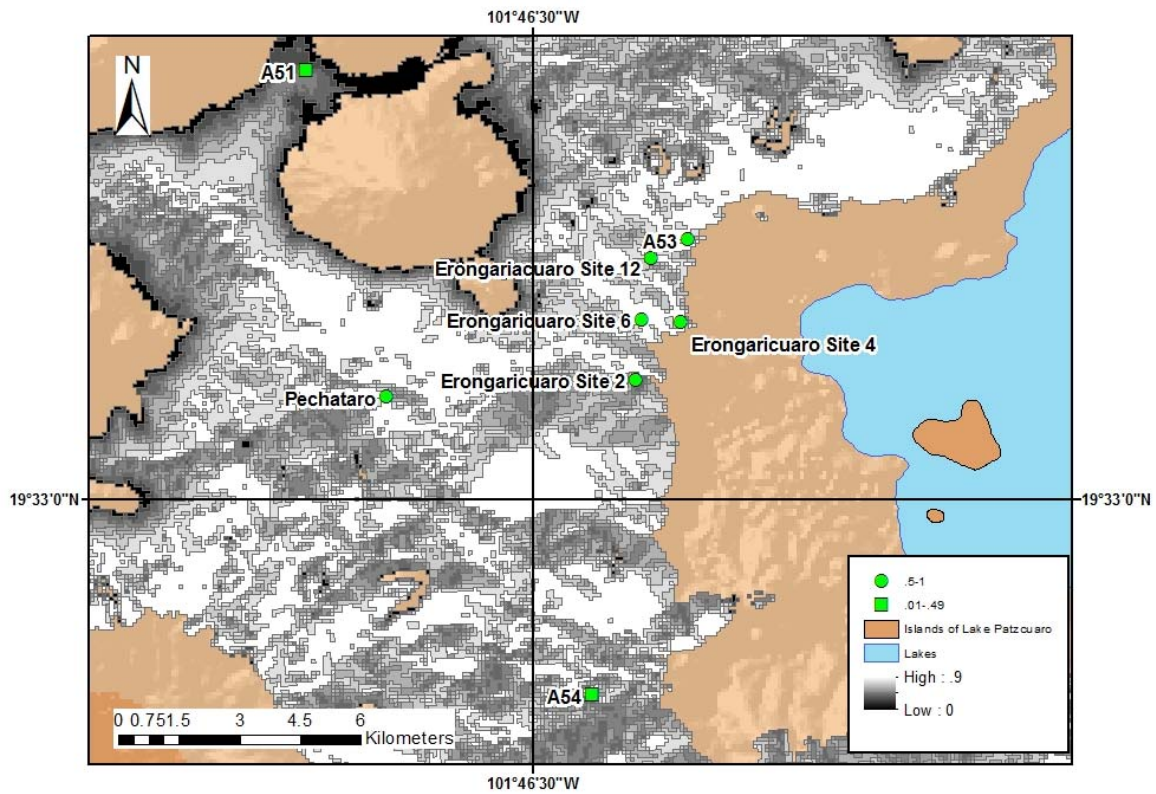 101°46'30"W
N
A51
A53
Erongariacuaro Site 12
Erongaricuaro Site 6
Erongaricuaro Site 4
Erongaricuaro Site 2
Pechataro
19°33'0"N
19°33'0"N
.5-1
.01-.49
Islands of Lake Patzcuaro
Lakes
High : .9
Low : 0
A54
0 0.75 1.5 3 4.5 6
Kilometers
101°46'30"W